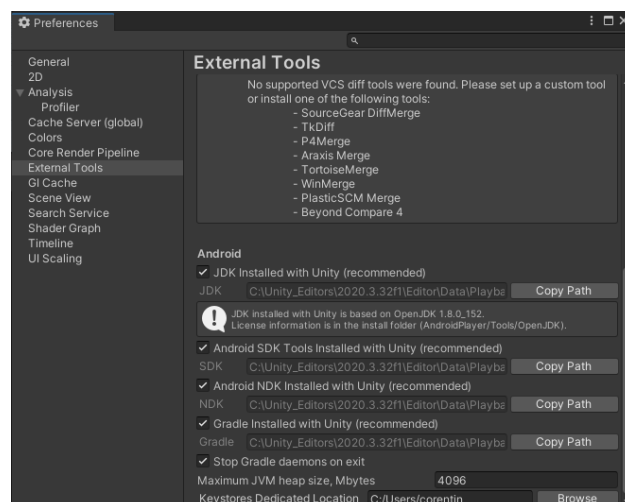 Preferences
General
2D
Analysis
Profiler
Cache Server (global)
Colors
Core Render Pipeline
External Tools
GI Cache
Scene View
Search Service
Shader Graph
Timeline
UI Scaling
External Tools
No supported VCS diff tools were found. Please set up a custom tool
or install one of the following tools:
- SourceGear DiffMerge
- TkDiff
- P4Merge
- Araxis Merge
- TortoiseMerge
- WinMerge
- PlasticSCM Merge
- Beyond Compare 4
Android
JDK Installed with Unity (recommended)
JDK C:\Unity_Editors\2020.3.32f1\Editor\Data\Playba Copy Path
JDK installed with Unity is based on OpenJDK 1.8.0_152.
License information is in the install folder (AndroidPlayer/Tools/OpenJDK).
Android SDK Tools Installed with Unity (recommended)
SDK C:\Unity_Editors\2020.3.32f1\Editor\Data\Playba Copy Path
Android NDK Installed with Unity (recommended)
NDK C:\Unity_Editors\2020.3.32f1\Editor\Data\Playba Copy Path
Gradle Installed with Unity (recommended)
Gradle C:\Unity_Editors\2020.3.32f1\Editor\Data\Playba Copy Path
Stop Gradle daemons on exit
Maximum JVM heap size, Mbytes 4096
Keystores Dedicated Location C:/Users/corentin Browse